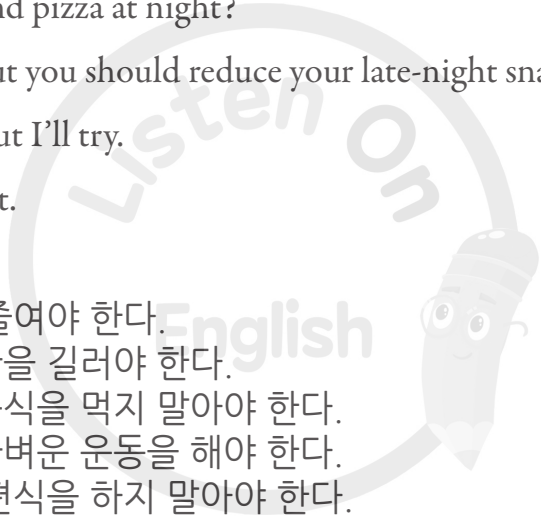 nd pizza at night?
ut you should reduce your late-night sna
ut I'll try.
t.
Listen On
English
줄여야 한다.
을 길러야 한다.
식을 먹지 말아야 한다.
벼운 운동을 해야 한다.
편식을 하지 말아야 한다.